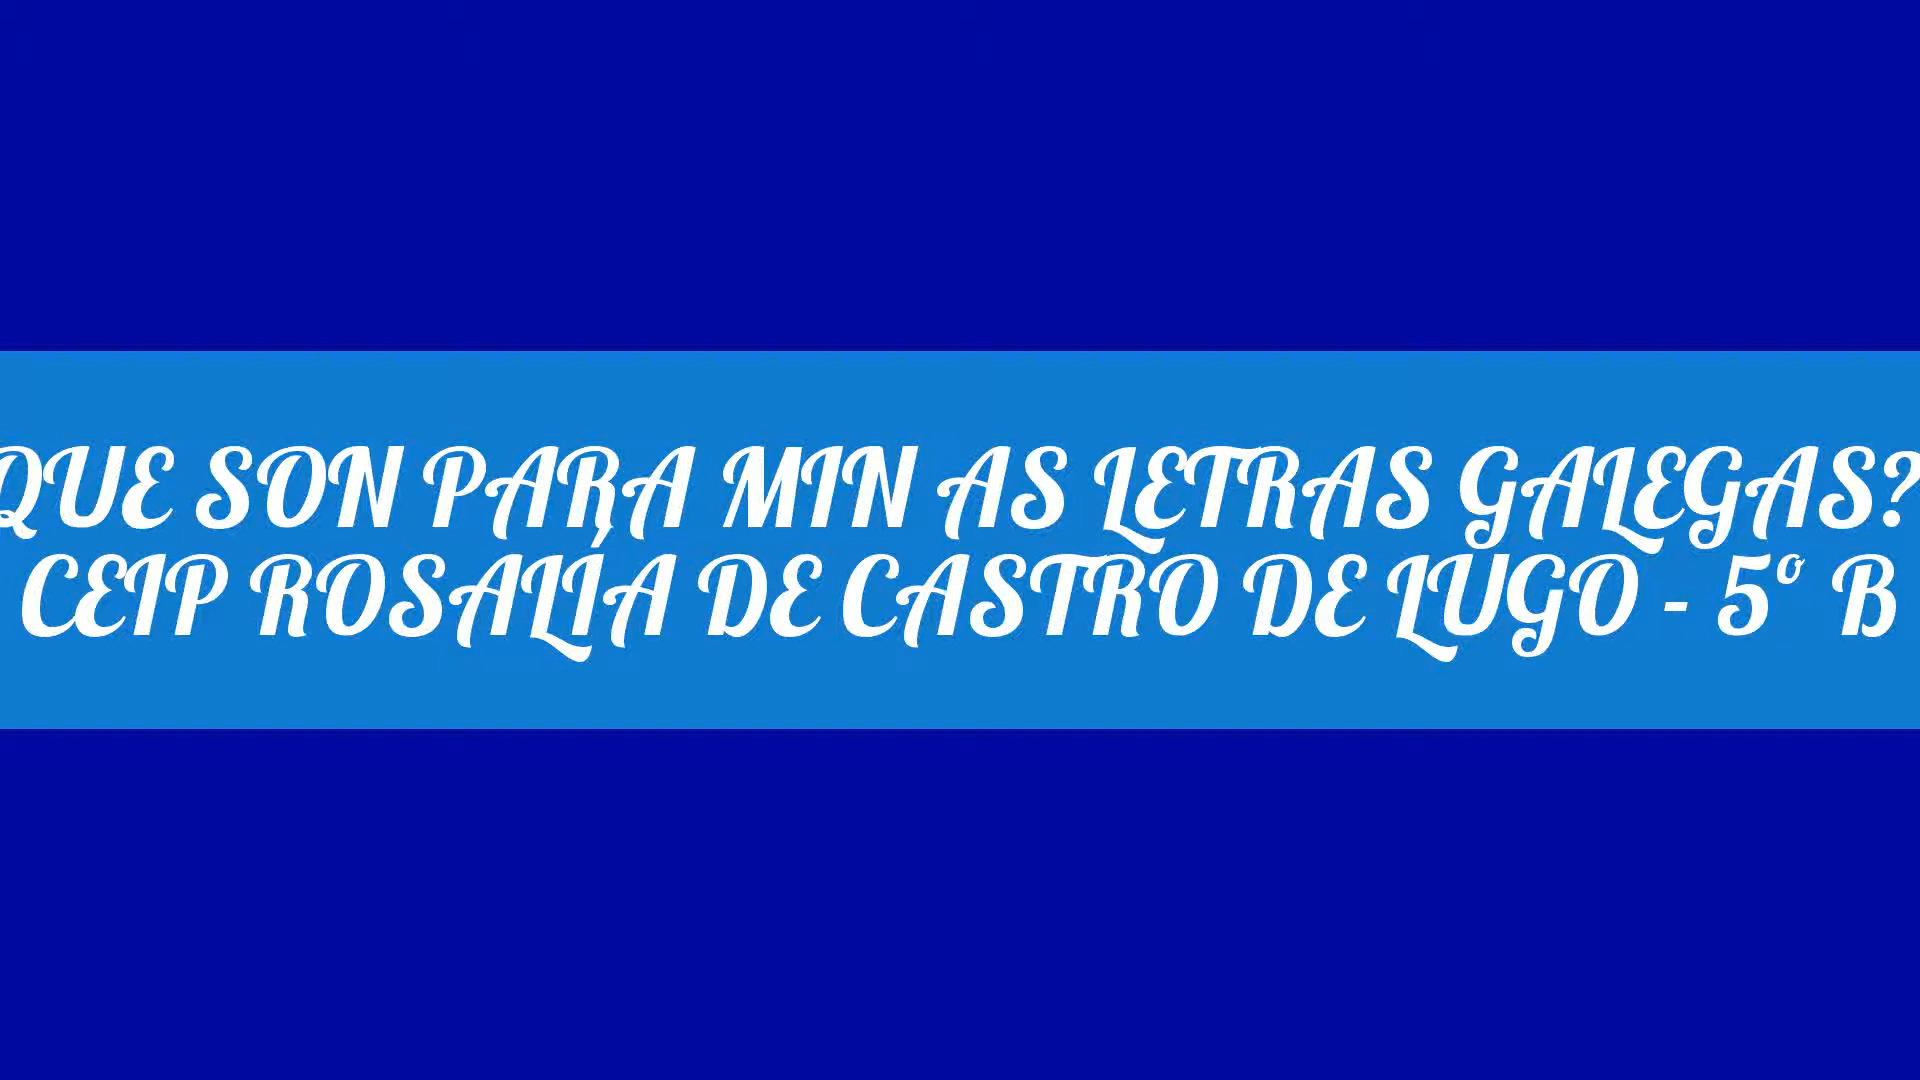 QUE SON PARA MIN AS LETRAS GALEGAS?
CEIP ROSALÍA DE CASTRO DE LUGO - 5º B